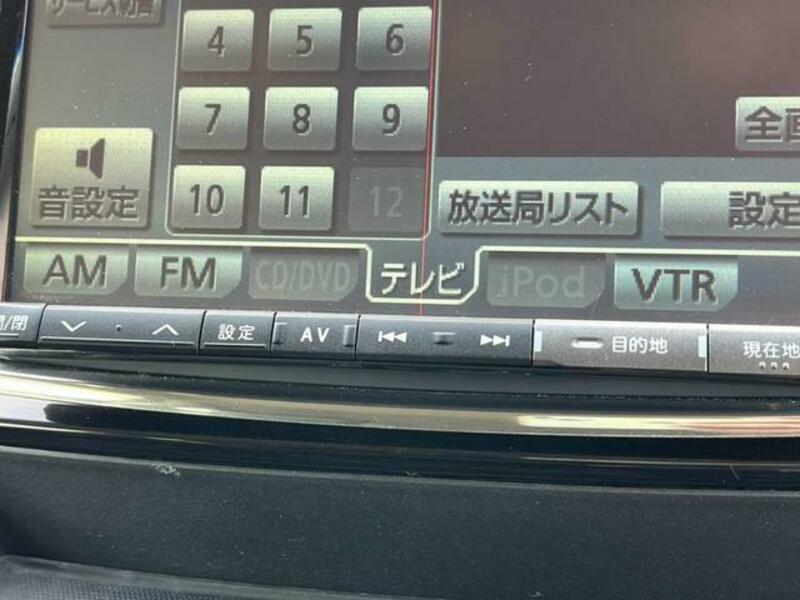 4 5 6
7 8 9
全
音設定
10 11 12
放送局リスト
設定
AM FM CD/DVD テレビ iPod VTR
/閉
設定 AV
目的地
現在地